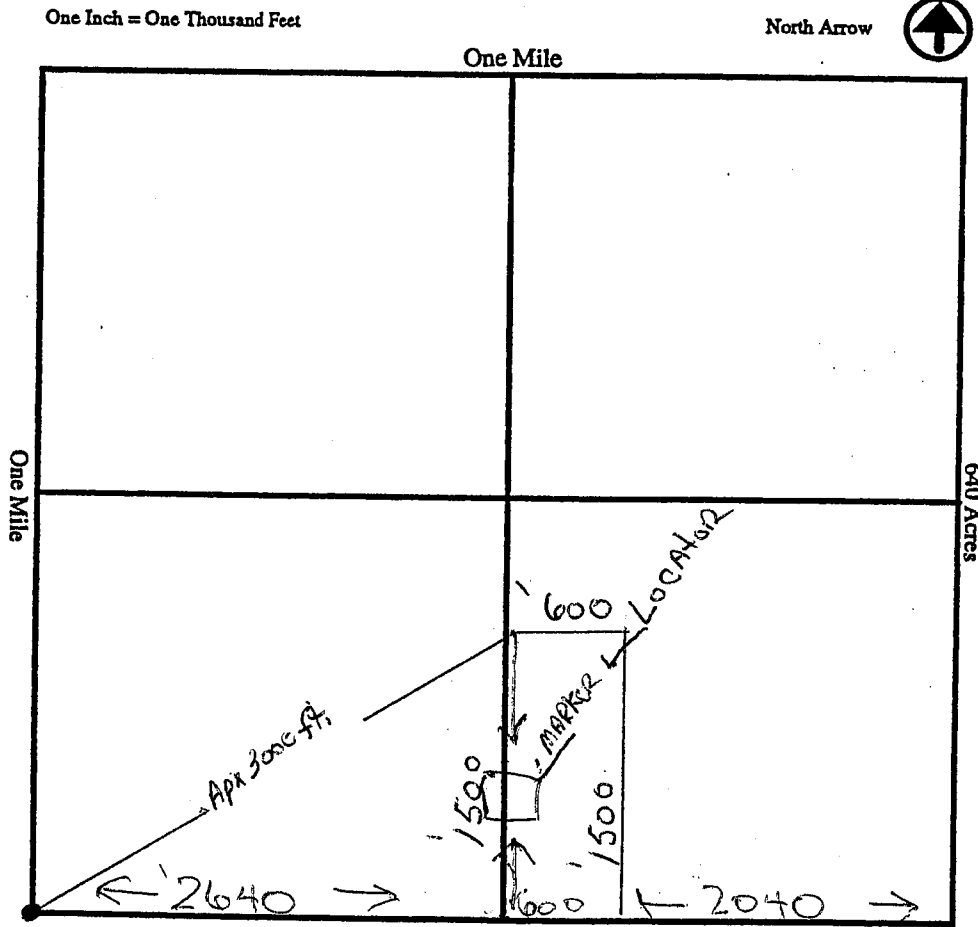 One Inch = One Thousand Feet
North Arrow
One Mile
One Mile
640 Acres
600
LOCATOR
MARKER
Apx 3000 ft.
1500
1500
2640
600
2040